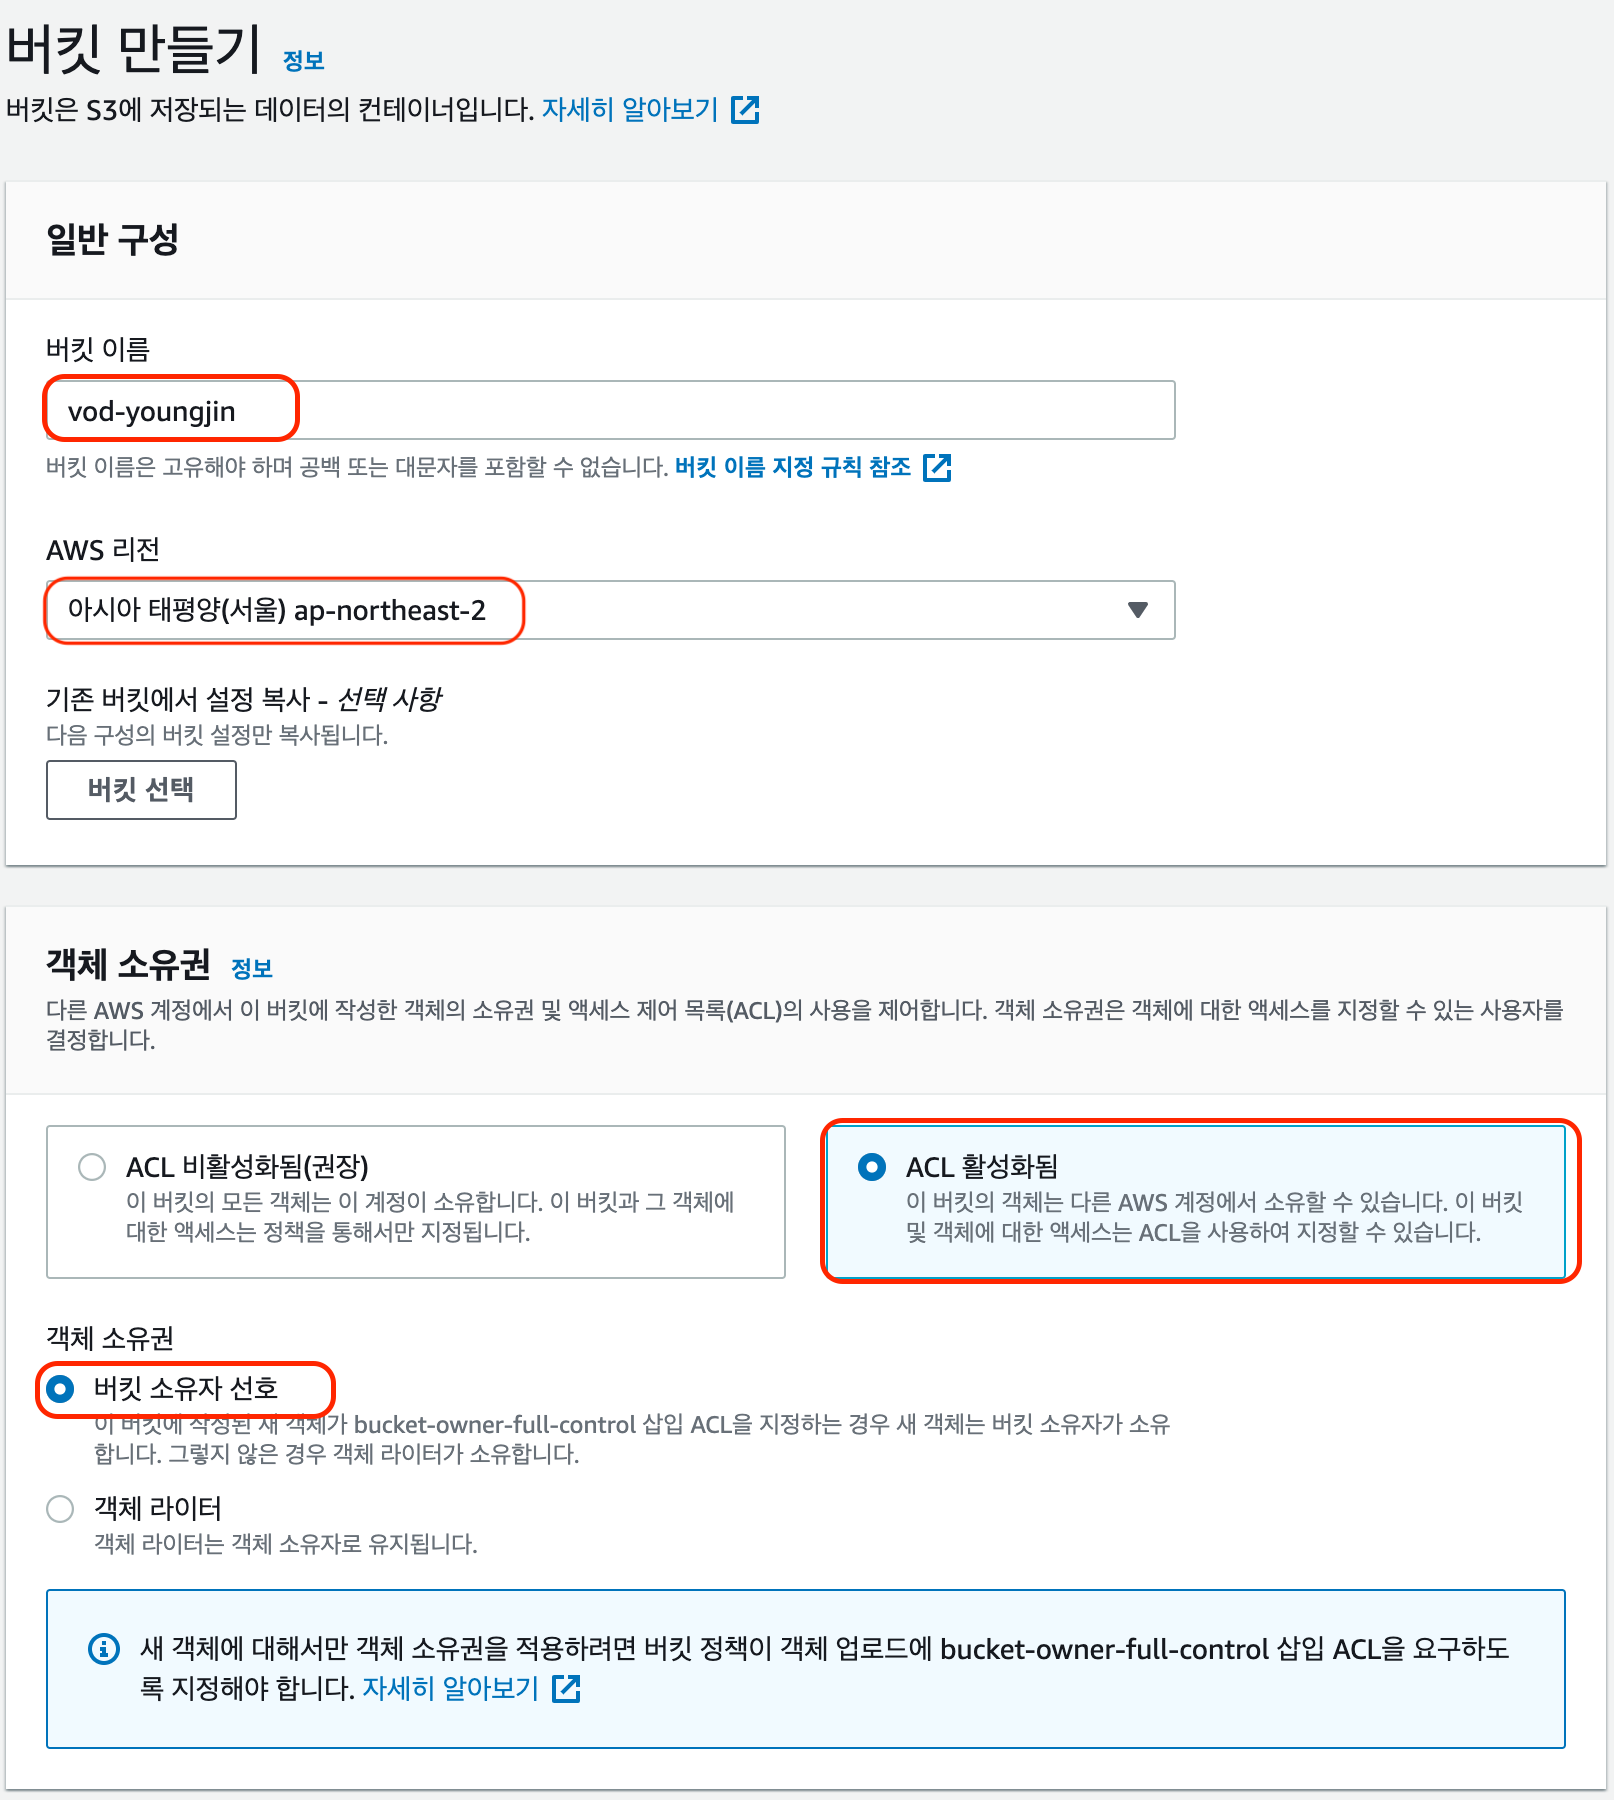 버킷 만들기 정보
버킷은 S3에 저장되는 데이터의 컨테이너입니다. 자세히 알아보기
일반 구성
버킷 이름
vod-youngjin
버킷 이름은 고유해야 하며 공백 또는 대문자를 포함할 수 없습니다. 버킷 이름 지정 규칙 참조
AWS 리전
아시아 태평양(서울) ap-northeast-2
기존 버킷에서 설정 복사 - 선택 사항
다음 구성의 버킷 설정만 복사됩니다.
버킷 선택
객체 소유권 정보
다른 AWS 계정에서 이 버킷에 작성한 객체의 소유권 및 액세스 제어 목록(ACL)의 사용을 제어합니다. 객체 소유권은 객체에 대한 액세스를 지정할 수 있는 사용자를
결정합니다.
ACL 비활성화됨(권장)
이 버킷의 모든 객체는 이 계정이 소유합니다. 이 버킷과 그 객체에
대한 액세스는 정책을 통해서만 지정됩니다.
ACL 활성화됨
이 버킷의 객체는 다른 AWS 계정에서 소유할 수 있습니다. 이 버킷
및 객체에 대한 액세스는 ACL을 사용하여 지정할 수 있습니다.
객체 소유권
버킷 소유자 선호
이 버킷에 작성된 새 객체가 bucket-owner-full-control 삽입 ACL을 지정하는 경우 새 객체는 버킷 소유자가 소유
합니다. 그렇지 않은 경우 객체 라이터가 소유합니다.
객체 라이터
객체 라이터는 객체 소유자로 유지됩니다.
새 객체에 대해서만 객체 소유권을 적용하려면 버킷 정책이 객체 업로드에 bucket-owner-full-control 삽입 ACL을 요구하도
록 지정해야 합니다. 자세히 알아보기